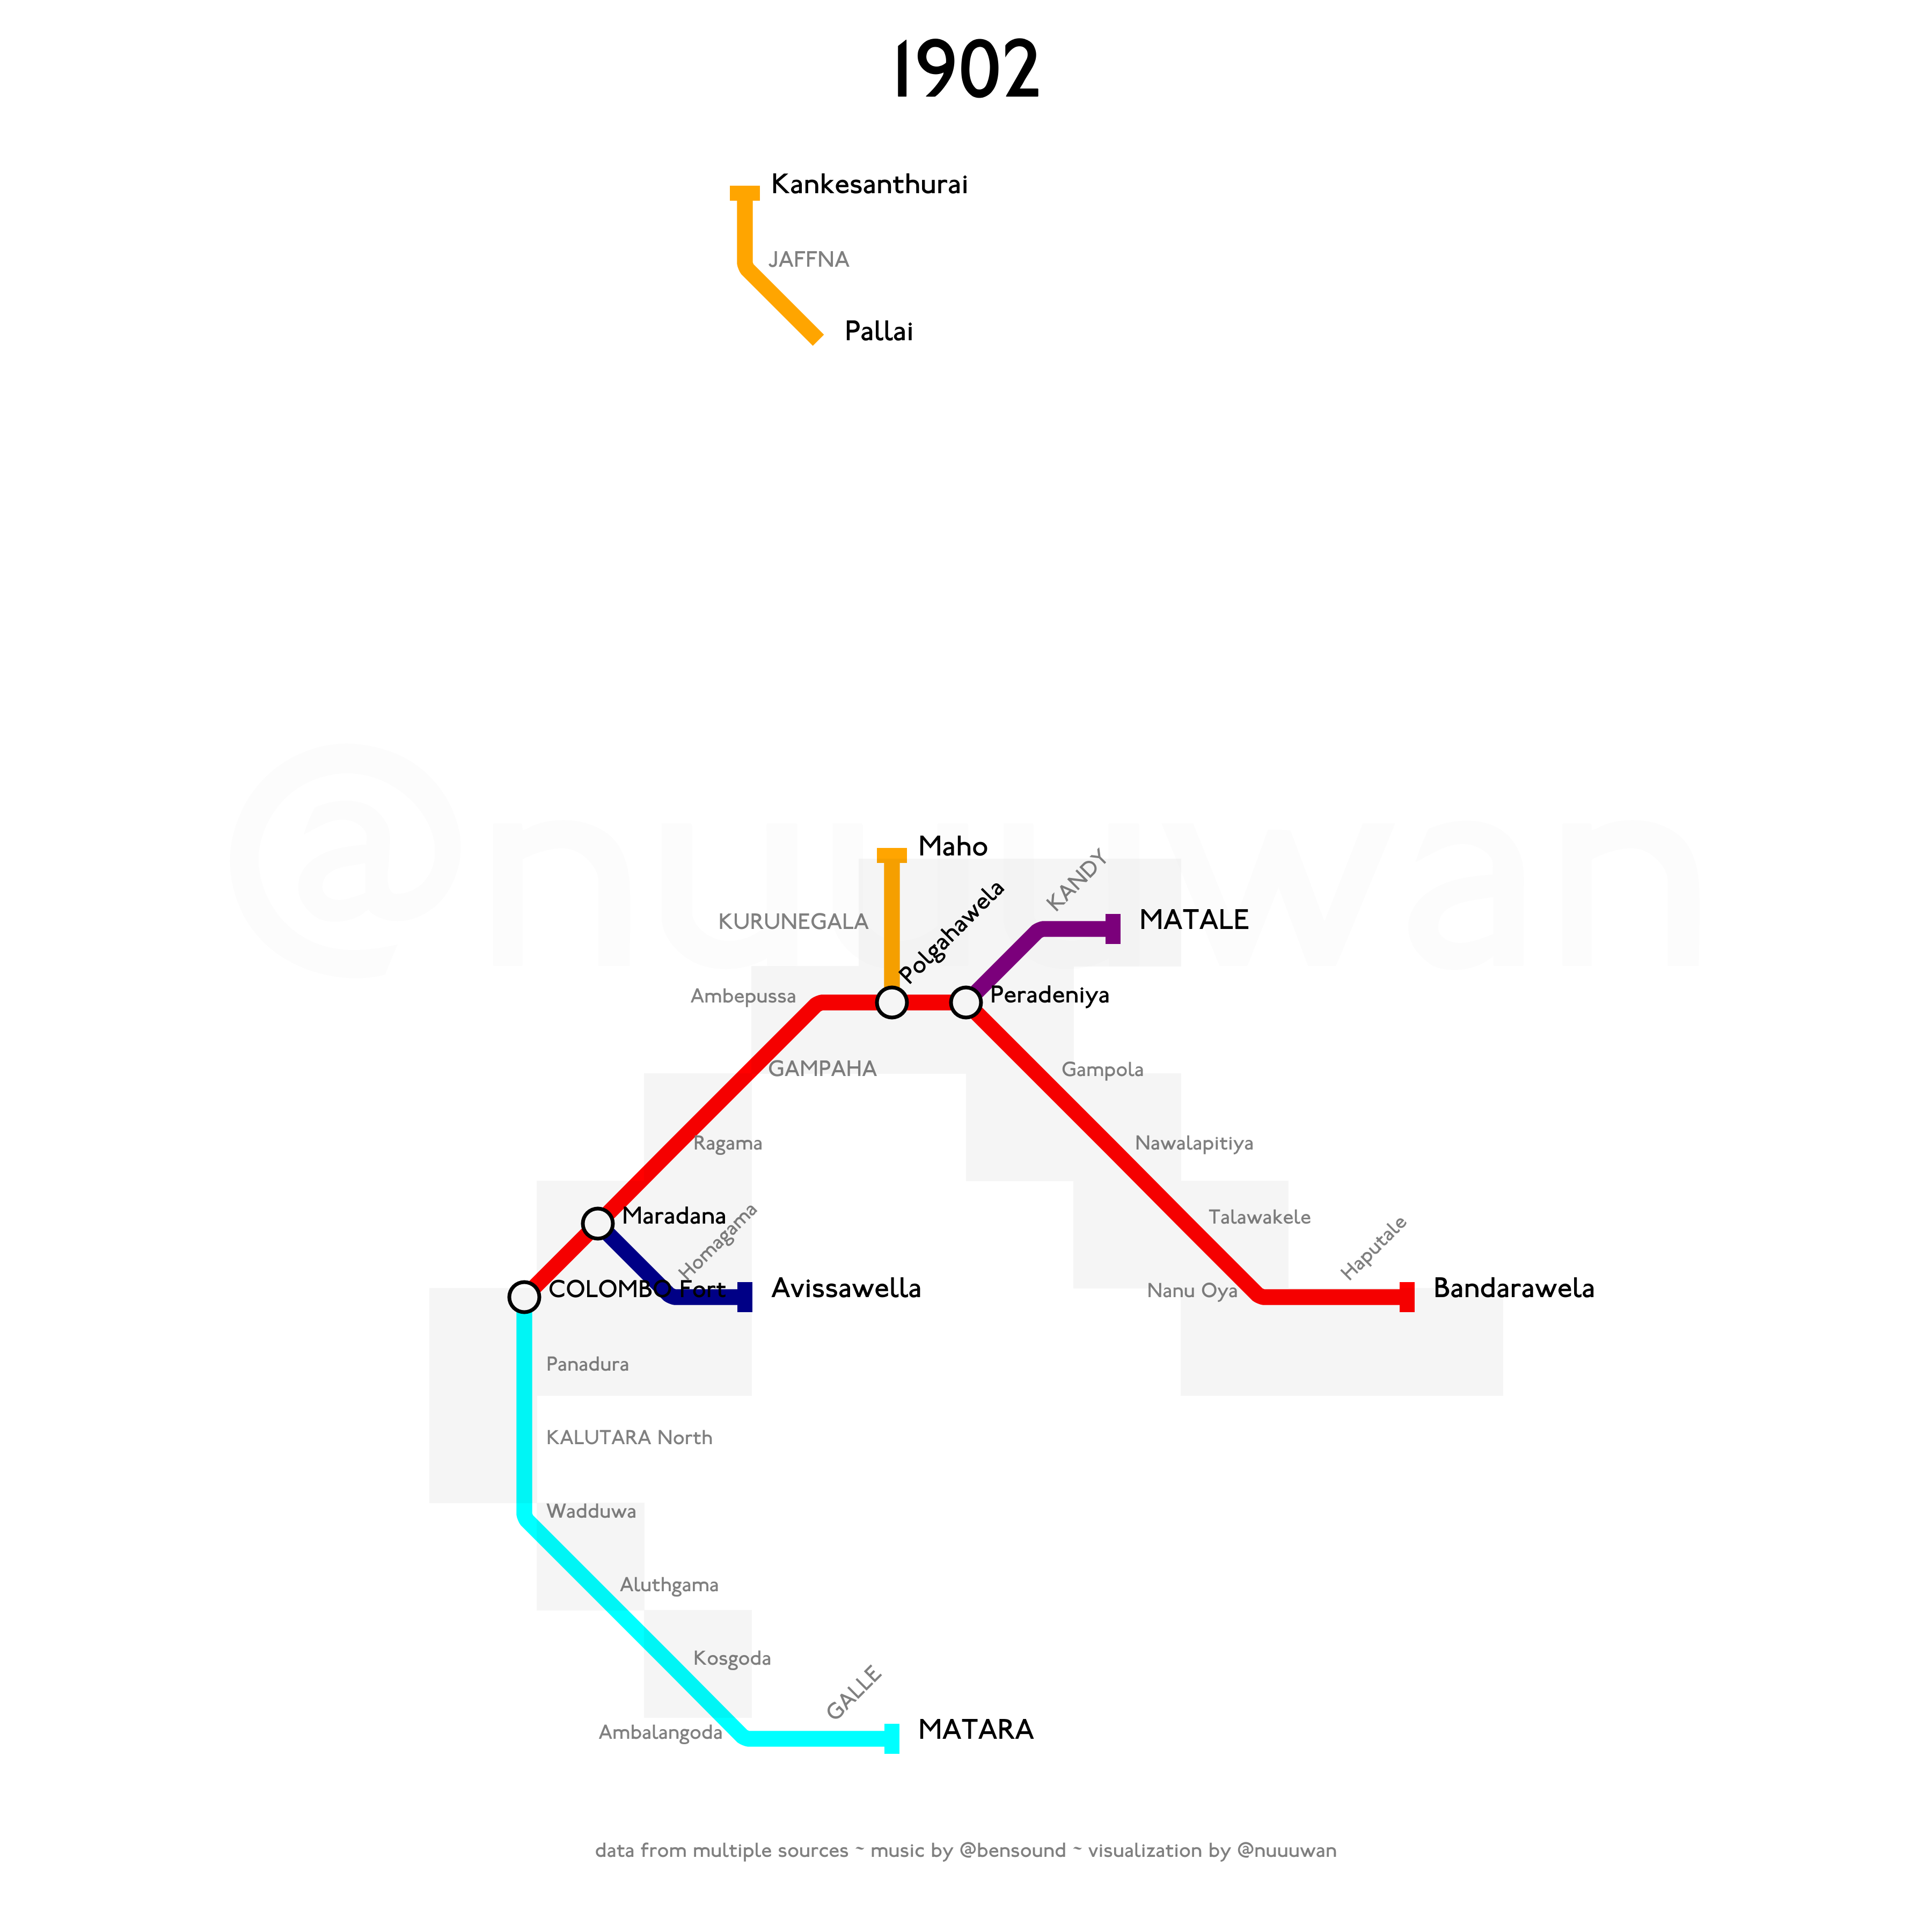 1902
Kankesanthurai
JAFFNA
Pallai
@nuuuwan
Maho
KANDY
KURUNEGALA
Polgahawela
MATALE
Ambepussa
Peradeniya
GAMPAHA
Gampola
Ragama
Nawalapitiya
Maradana
Homagama
Talawakele
Haputale
COLOMBO Fort
Avissawella
Nanu Oya
Bandarawela
Panadura
KALUTARA North
Wadduwa
Aluthgama
Kosgoda
GALLE
Ambalangoda
MATARA
data from multiple sources ~ music by @bensound ~ visualization by @nuuuwan